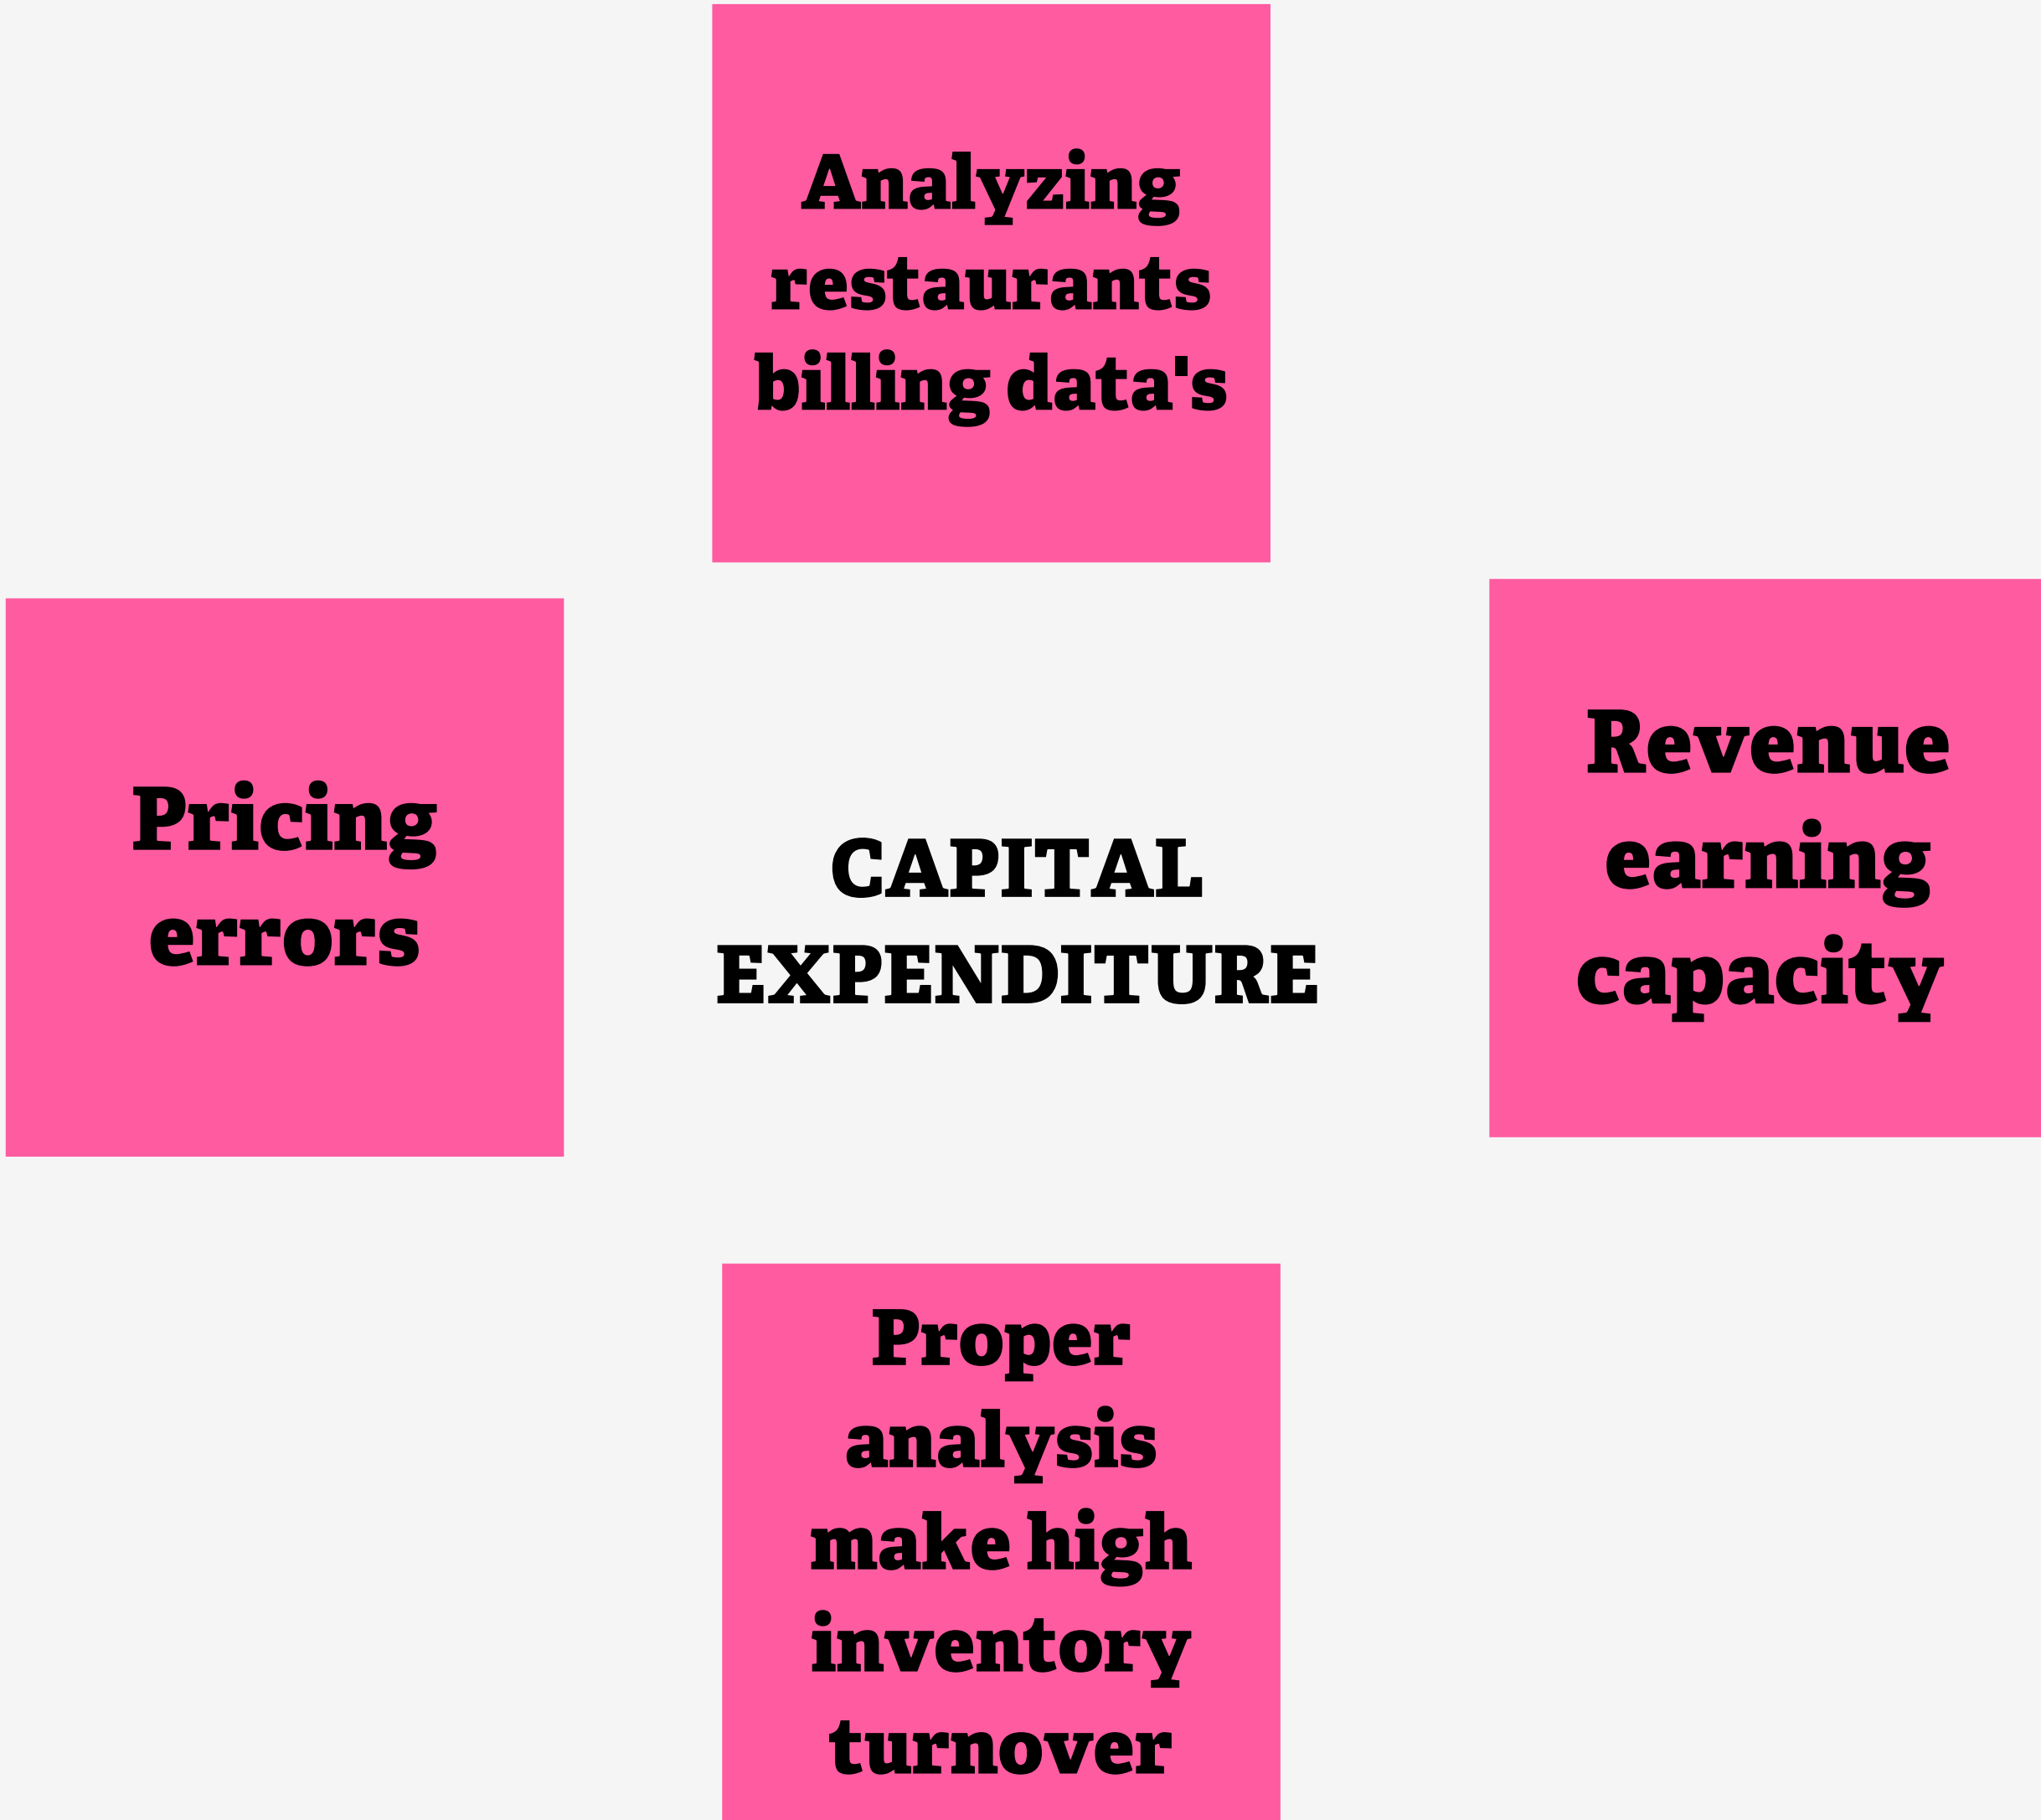 Analyzing
restaurants
billing data's
Pricing
errors
CAPITAL
EXPENDITURE
Revenue
earning
capacity
Proper
analysis
make high
inventory
turnover